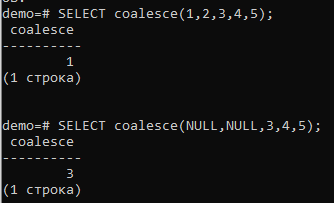 demo=# SELECT coalesce(1,2,3,4,5);
coalesce
----------
1
(1 строка)
demo=# SELECT coalesce(NULL,NULL,3,4,5);
coalesce
----------
3
(1 строка)